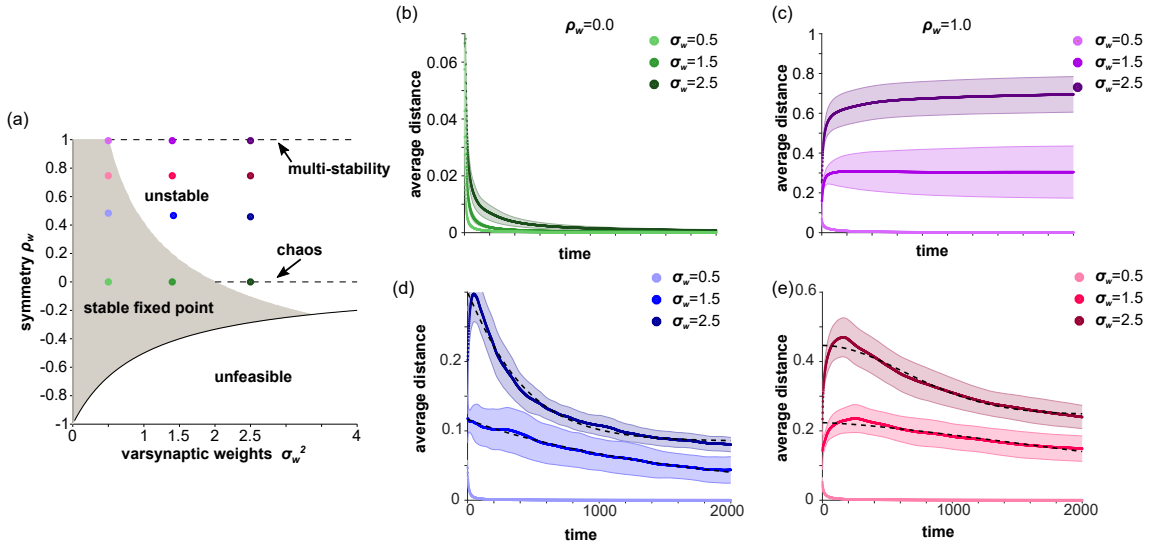 (a)
symmetry ρw
1
0.8
0.6
0.4
0.2
0
-0.2
-0.4
-0.6
-0.8
-1
0
1
1.5
2
2.5
3
4
varsynaptic weights σw²
unstable
multi-stability
chaos
stable fixed point
unfeasible
(b)
ρw=0.0
σw=0.5
σw=1.5
σw=2.5
average distance
0.06
0.04
0.02
0
time
(c)
ρw=1.0
σw=0.5
σw=1.5
σw=2.5
average distance
1
0.8
0.6
0.4
0.2
0
time
(d)
σw=0.5
σw=1.5
σw=2.5
average distance
0.2
0.1
0
0
1000
2000
time
(e)
σw=0.5
σw=1.5
σw=2.5
average distance
0.6
0.4
0.2
0
0
1000
2000
time